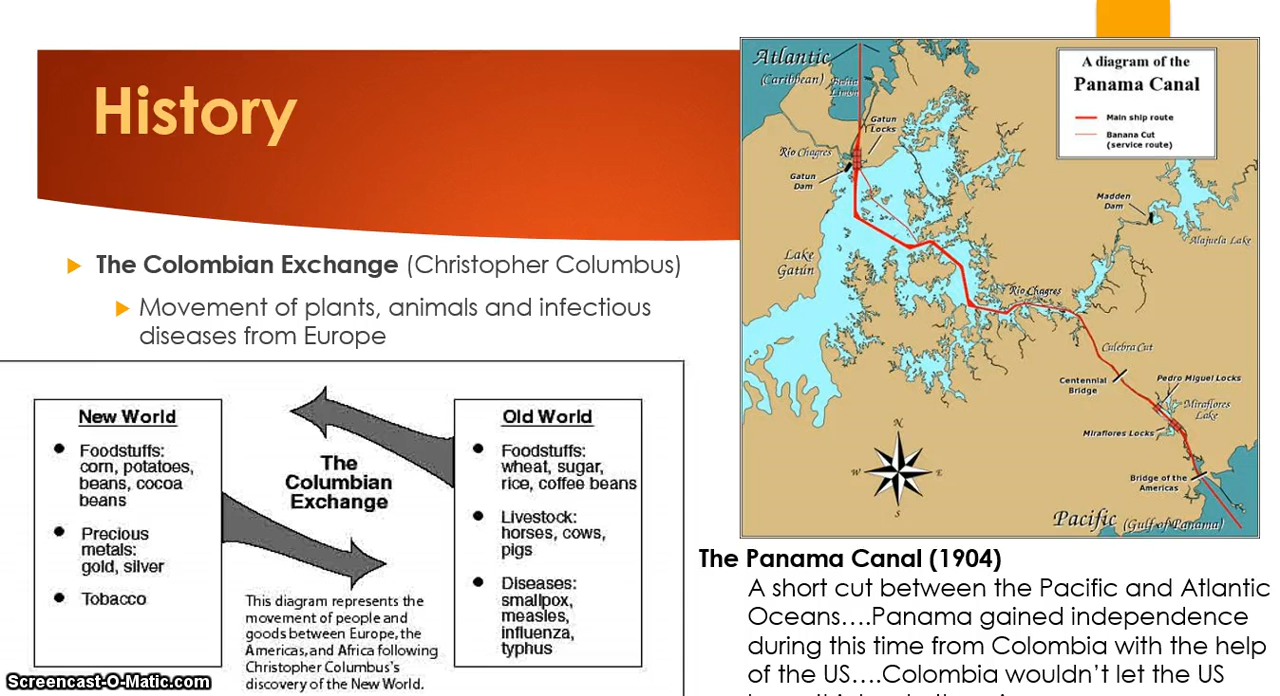 History
The Colombian Exchange (Christopher Columbus)
Movement of plants, animals and infectious
diseases from Europe
New World
Foodstuffs:
corn, potatoes,
beans, cocoa
beans
Precious
metals:
gold, silver
Tobacco
The
Columbian
Exchange
This diagram represents the
movement of people and
goods between Europe, the
Americas, and Africa following
Christopher Columbus's
discovery of the New World.
Old World
Foodstuffs:
wheat, sugar,
rice, coffee beans
Livestock:
horses, cows,
pigs
Diseases:
smallpox,
measles,
influenza,
typhus
Atlantic
(Caribbean)
Bahia
Limón
A diagram of the
Panama Canal
Main ship route
Banana Cut
(service route)
Gatun
Locks
Rio Chagres
Gatun
Dam
Madden
Dam
Alajuela Lake
Lake
Gatún
Rio Chagres
Culebra Cut
Centennial
Bridge
Pedro Miguel Locks
Miraflores
Lake
Miraflores Locks
N
W
E
S
Bridge of the
Americas
Pacific (Gulf of Panama)
The Panama Canal (1904)
A short cut between the Pacific and Atlantic
Oceans....Panama gained independence
during this time from Colombia with the help
of the US....Colombia wouldn't let the US
Screencast-O-Matic.com